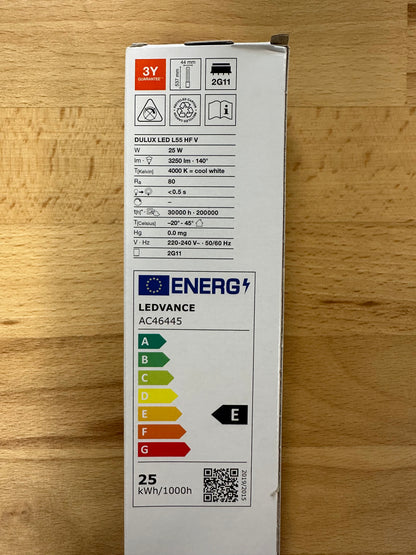 3Y
GUARANTEE
44 mm
537 mm
2G11
DULUX LED L55 HF V
W 25 W
lm · 3250 lm · 140°
T[Kelvin] 4000 K = cool white
Ra 80
<0.5 s
–
30000 h · 200000
T[Celsius] –20° · 45°
Hg 0.0 mg
V · Hz 220-240 V~ · 50/60 Hz
2G11
ENERG
LEDVANCE
AC46445
A
B
C
D
E
E
F
G
25
kWh/1000h
2019/2015